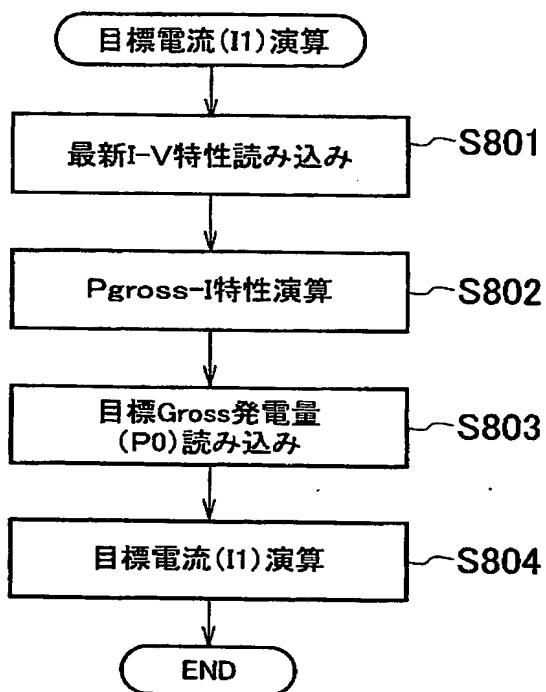 目標電流(I1)演算
最新I-V特性読み込み
S801
Pgross-I特性演算
S802
目標Gross発電量
(P0)読み込み
S803
目標電流(I1)演算
S804
END